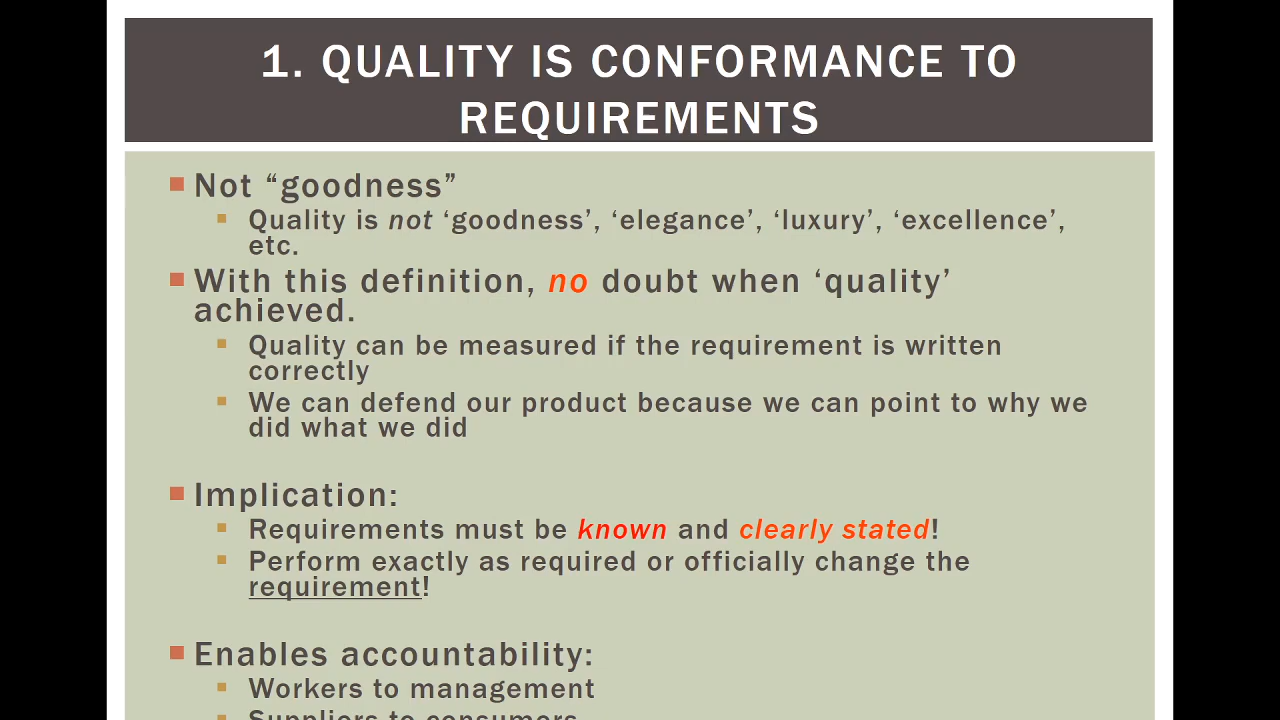 1. QUALITY IS CONFORMANCE TO
REQUIREMENTS
Not “goodness”
Quality is not ‘goodness’, ‘elegance’, ‘luxury’, ‘excellence’,
etc.
With this definition, no doubt when ‘quality’
achieved.
Quality can be measured if the requirement is written
correctly
We can defend our product because we can point to why we
did what we did
Implication:
Requirements must be known and clearly stated!
Perform exactly as required or officially change the
requirement!
Enables accountability:
Workers to management
Suppliers to consumers